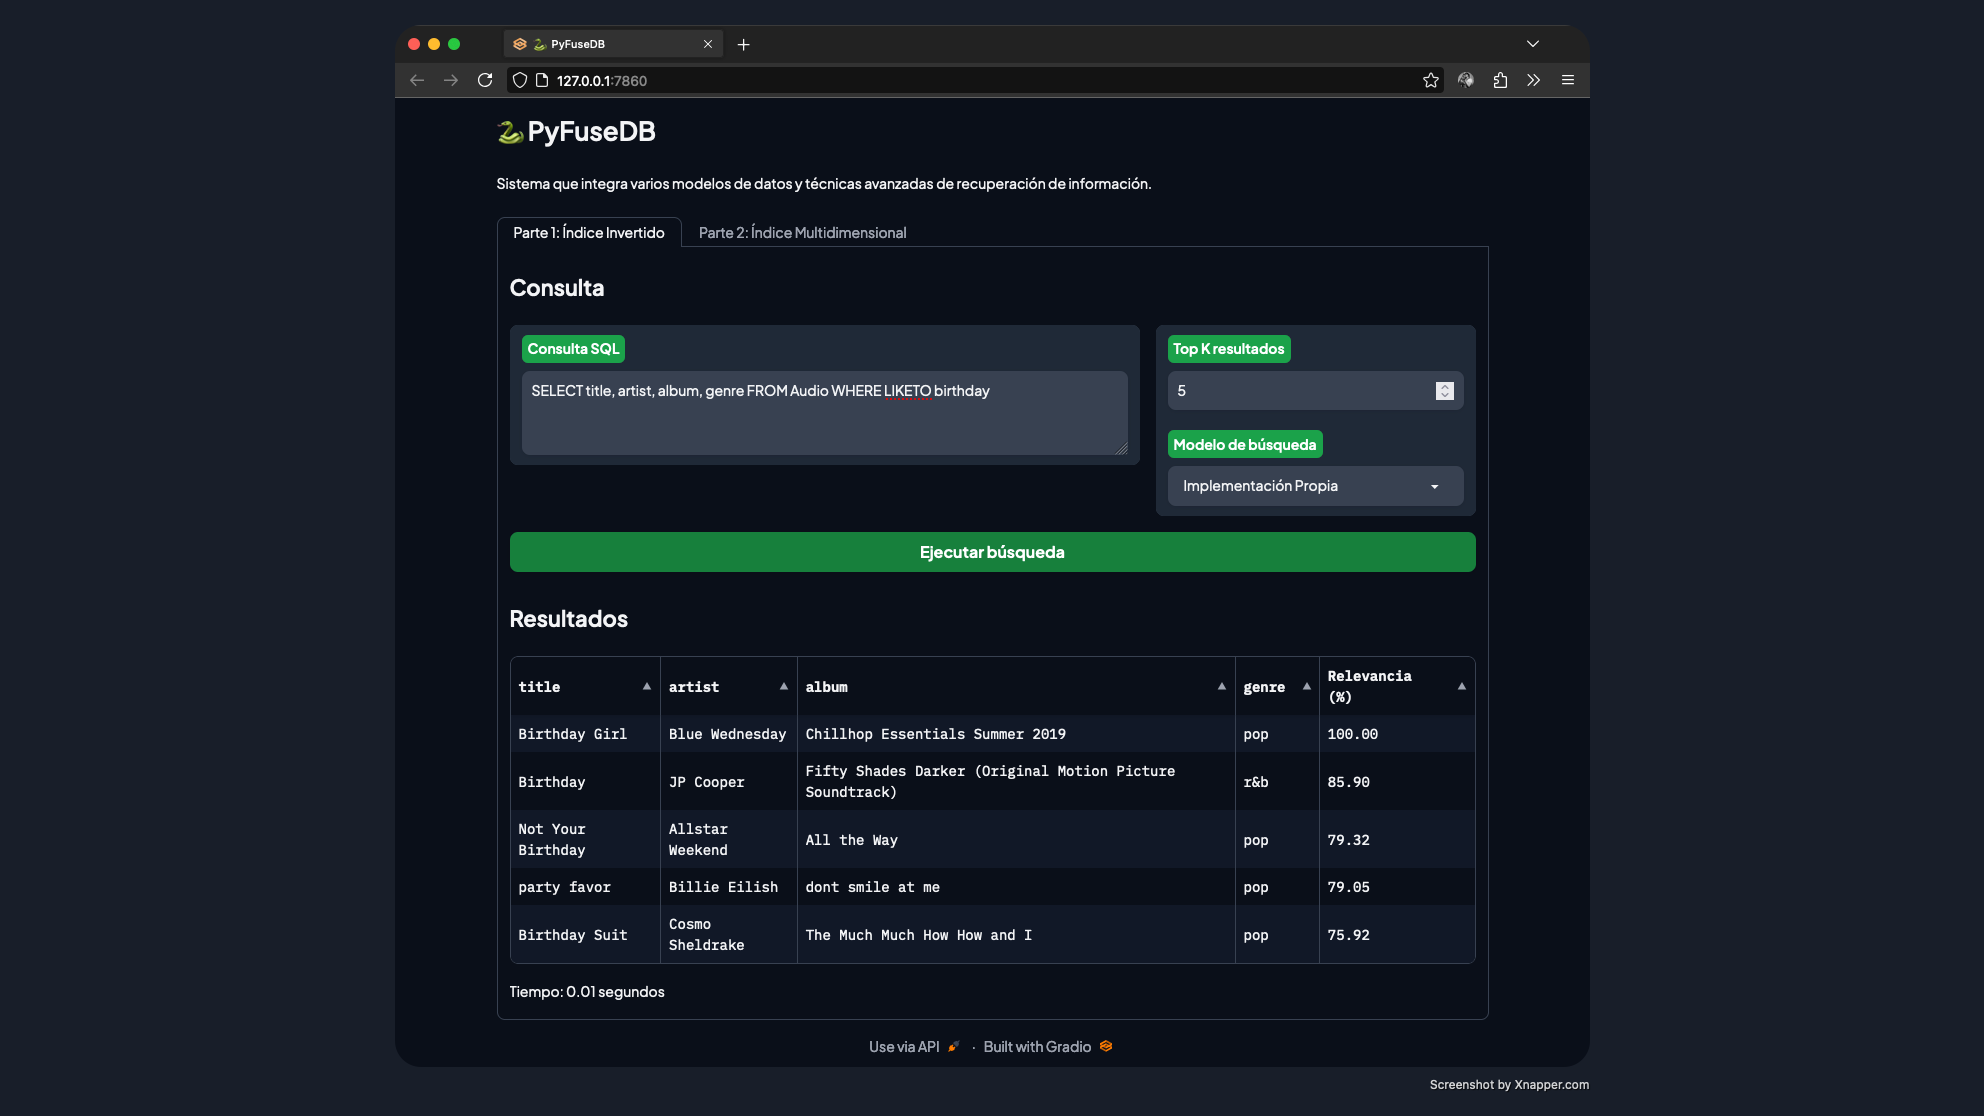 PyFuseDB
127.0.0.1:7860
PyFuseDB
Sistema que integra varios modelos de datos y técnicas avanzadas de recuperación de información.
Parte 1: Índice Invertido
Parte 2: Índice Multidimensional
Consulta
Consulta SQL
SELECT title, artist, album, genre FROM Audio WHERE LIKETO birthday
Top K resultados
5
Modelo de búsqueda
Implementación Propia
Ejecutar búsqueda
Resultados
title artist album genre Relevancia
(%)
Birthday Girl Blue Wednesday Chillhop Essentials Summer 2019 pop 100.00
Birthday JP Cooper Fifty Shades Darker (Original Motion Picture
Soundtrack) r&b 85.90
Not Your
Birthday Allstar
Weekend All the Way pop 79.32
party favor Billie Eilish dont smile at me pop 79.05
Birthday Suit Cosmo
Sheldrake The Much Much How How and I pop 75.92
Tiempo: 0.01 segundos
Use via API · Built with Gradio
Screenshot by Xnapper.com